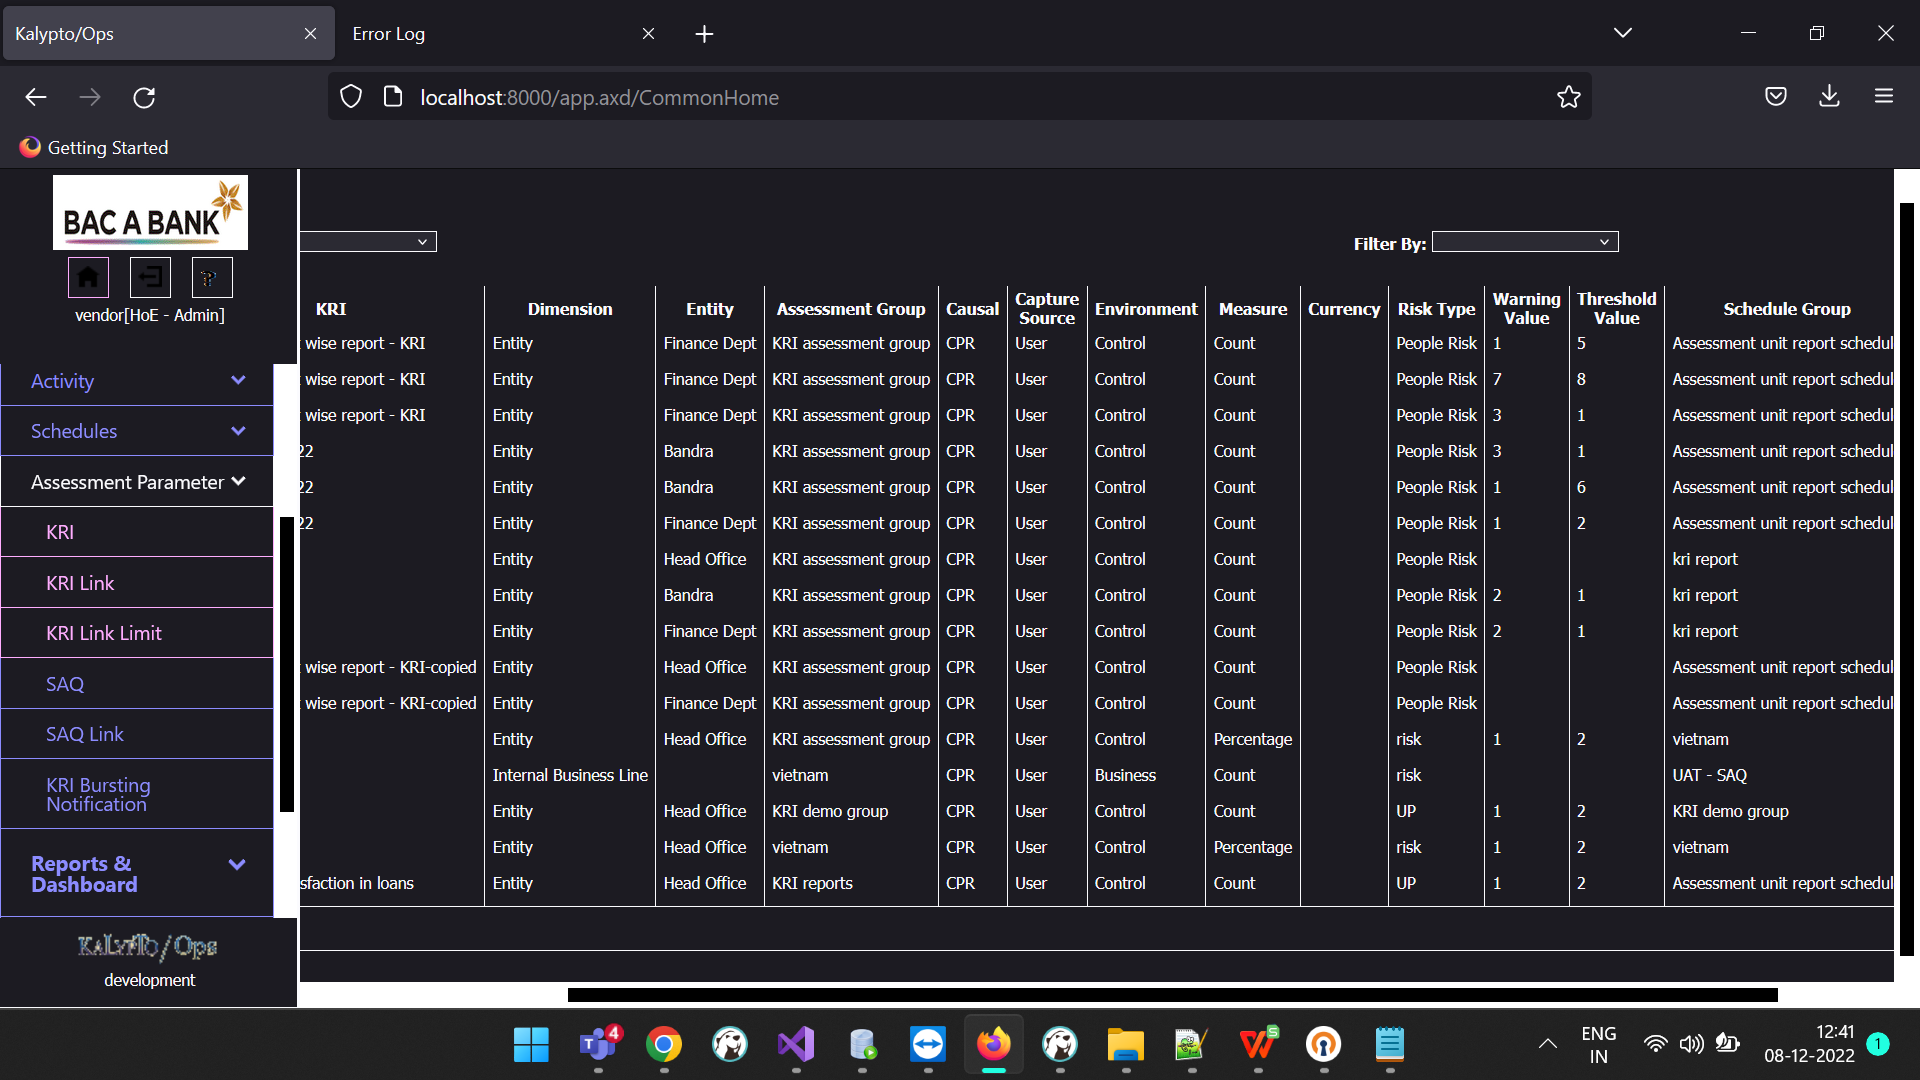 Kalypto/Ops
Error Log
localhost:8000/app.axd/CommonHome
Getting Started
BAC A BANK
vendor[HoE - Admin]
Activity
Schedules
Assessment Parameter
KRI
KRI Link
KRI Link Limit
SAQ
SAQ Link
KRI Bursting
Notification
Reports &
Dashboard
Kalypto/Ops
development
Filter By:
KRI Dimension Entity Assessment Group Causal Capture Source Environment Measure Currency Risk Type Warning Value Threshold Value Schedule Group
wise report - KRI Entity Finance Dept KRI assessment group CPR User Control Count People Risk 1 5 Assessment unit report schedul
wise report - KRI Entity Finance Dept KRI assessment group CPR User Control Count People Risk 7 8 Assessment unit report schedul
wise report - KRI Entity Finance Dept KRI assessment group CPR User Control Count People Risk 3 1 Assessment unit report schedul
22 Entity Bandra KRI assessment group CPR User Control Count People Risk 3 1 Assessment unit report schedul
22 Entity Bandra KRI assessment group CPR User Control Count People Risk 1 6 Assessment unit report schedul
22 Entity Finance Dept KRI assessment group CPR User Control Count People Risk 1 2 Assessment unit report schedul
Entity Head Office KRI assessment group CPR User Control Count People Risk kri report
Entity Bandra KRI assessment group CPR User Control Count People Risk 2 1 kri report
Entity Finance Dept KRI assessment group CPR User Control Count People Risk 2 1 kri report
wise report - KRI-copied Entity Head Office KRI assessment group CPR User Control Count People Risk Assessment unit report schedul
wise report - KRI-copied Entity Finance Dept KRI assessment group CPR User Control Count People Risk Assessment unit report schedul
Entity Head Office KRI assessment group CPR User Control Percentage risk 1 2 vietnam
Internal Business Line vietnam CPR User Business Count risk UAT - SAQ
Entity Head Office KRI demo group CPR User Control Count UP 1 2 KRI demo group
Entity Head Office vietnam CPR User Control Percentage risk 1 2 vietnam
sfaction in loans Entity Head Office KRI reports CPR User Control Count UP 1 2 Assessment unit report schedul
4
ENG
IN
12:41
08-12-2022
1